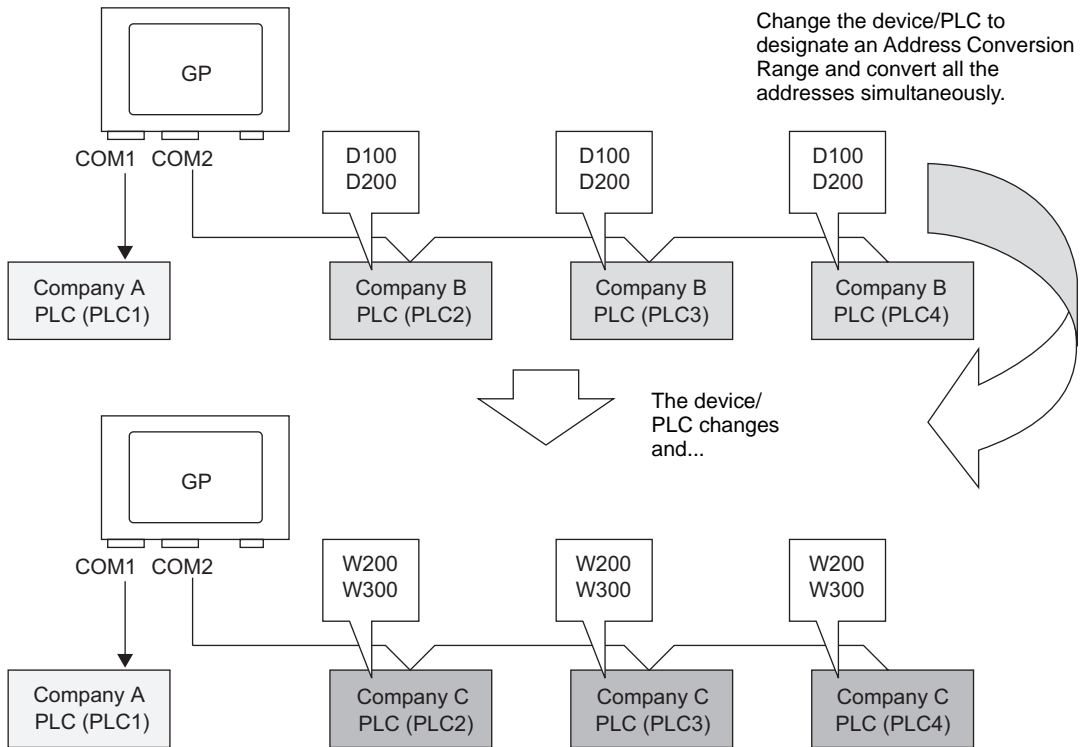 Change the device/PLC to
designate an Address Conversion
Range and convert all the
addresses simultaneously.
GP
COM1 COM2
D100
D200
D100
D200
D100
D200
Company A
PLC (PLC1)
Company B
PLC (PLC2)
Company B
PLC (PLC3)
Company B
PLC (PLC4)
The device/
PLC changes
and...
GP
COM1 COM2
W200
W300
W200
W300
W200
W300
Company A
PLC (PLC1)
Company C
PLC (PLC2)
Company C
PLC (PLC3)
Company C
PLC (PLC4)